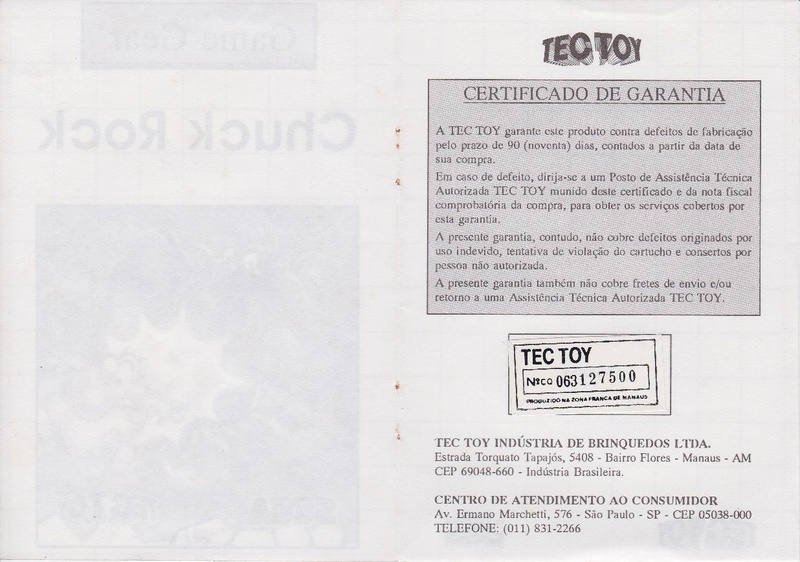 Game Gear
Chuck Rock
TEC TOY
CERTIFICADO DE GARANTIA
A TEC TOY garante este produto contra defeitos de fabricação
pelo prazo de 90 (noventa) dias, contados a partir da data de
sua compra.
Em caso de defeito, dirija-se a um Posto de Assistência Técnica
Autorizada TEC TOY munido deste certificado e da nota fiscal
comprobatória da compra, para obter os serviços cobertos por
esta garantia.
A presente garantia, contudo, não cobre defeitos originados por
uso indevido, tentativa de violação do cartucho e consertos por
pessoa não autorizada.
A presente garantia também não cobre fretes de envio e/ou
retorno a uma Assistência Técnica Autorizada TEC TOY.
TEC TOY
063127500
PRODUZIDO NA ZONA FRANCA DE MANAUS
TEC TOY INDÚSTRIA DE BRINQUEDOS LTDA.
Estrada Torquato Tapajós, 5408 - Bairro Flores - Manaus - AM
CEP 69048-660 - Indústria Brasileira.
CENTRO DE ATENDIMENTO AO CONSUMIDOR
Av. Ermano Marchetti, 576 - São Paulo - SP - CEP 05038-000
TELEFONE: (011) 831-2266